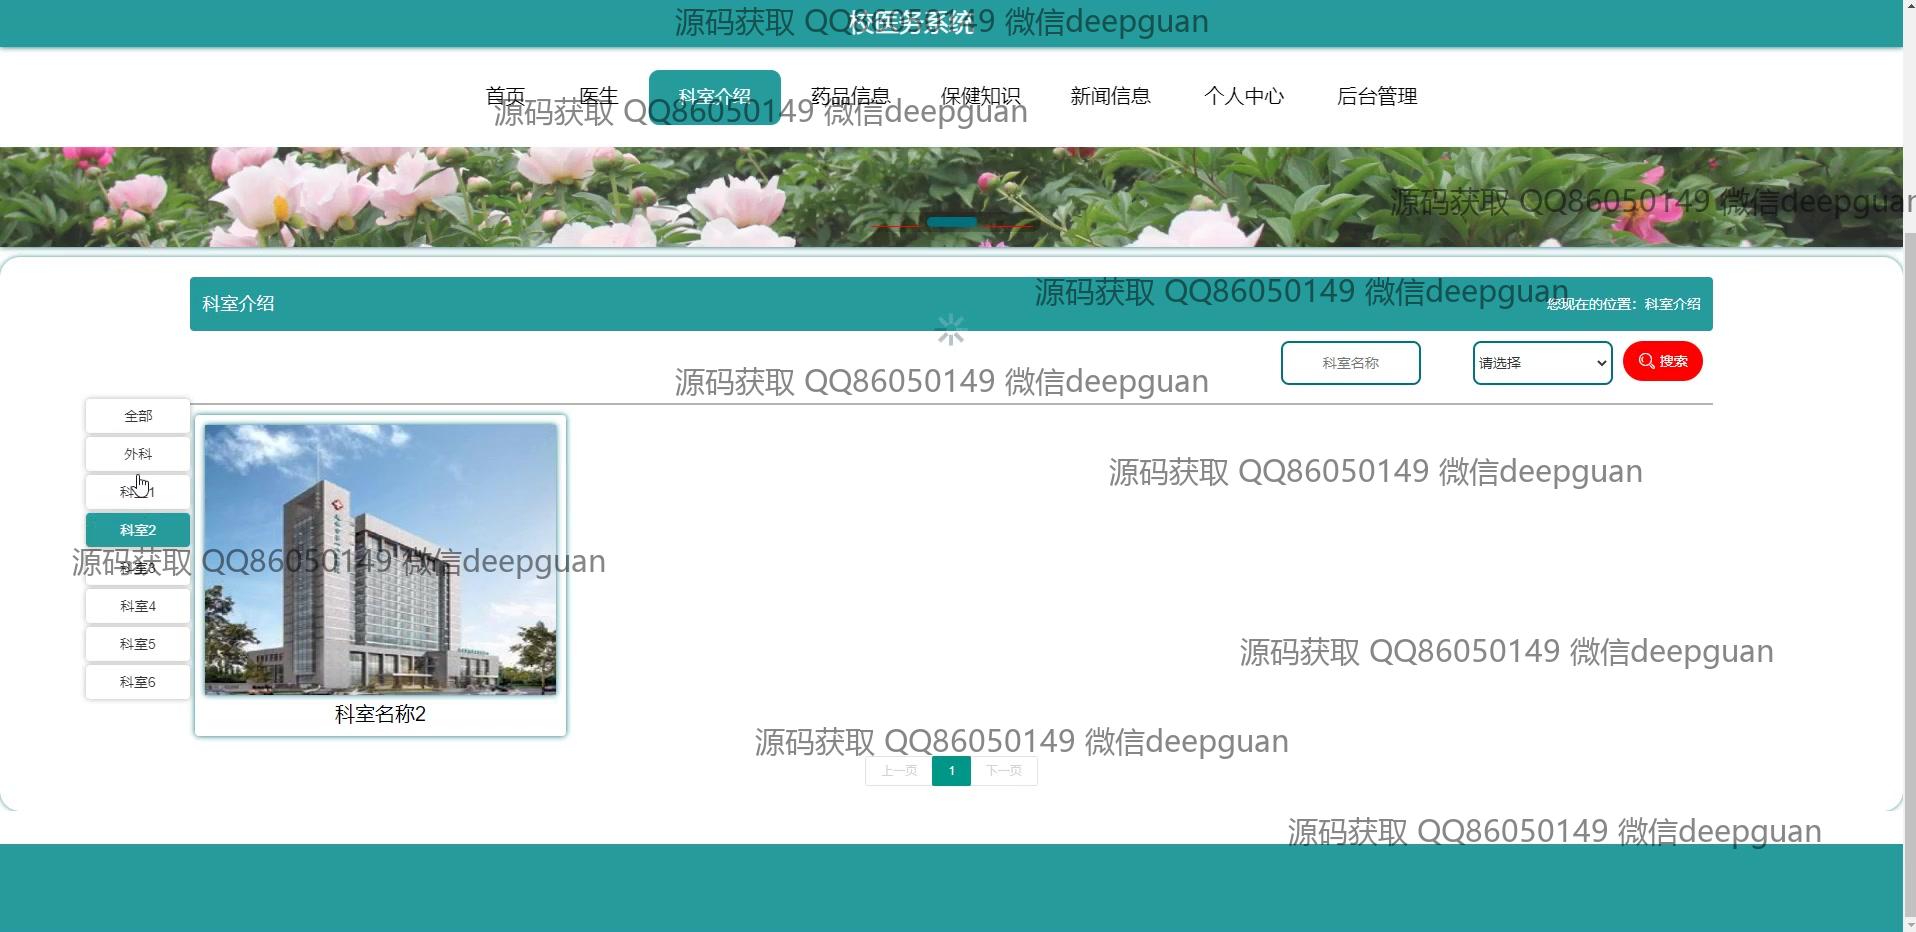 校医务系统
源码获取 QQ86050149 微信deepguan
首页
医生
科室介绍
药品信息
保健知识
新闻信息
个人中心
后台管理
源码获取 QQ86050149 微信deepguan
源码获取 QQ86050149 微信deepguan
科室介绍
源码获取 QQ86050149 微信deepguan
您现在的位置：科室介绍
科室名称
请选择
搜索
源码获取 QQ86050149 微信deepguan
全部
外科
源码获取 QQ86050149 微信deepguan
科室2
源码获取 QQ86050149 微信deepguan
科室3
科室4
科室5
科室6
源码获取 QQ86050149 微信deepguan
科室名称2
源码获取 QQ86050149 微信deepguan
上一页
1
下一页
源码获取 QQ86050149 微信deepguan